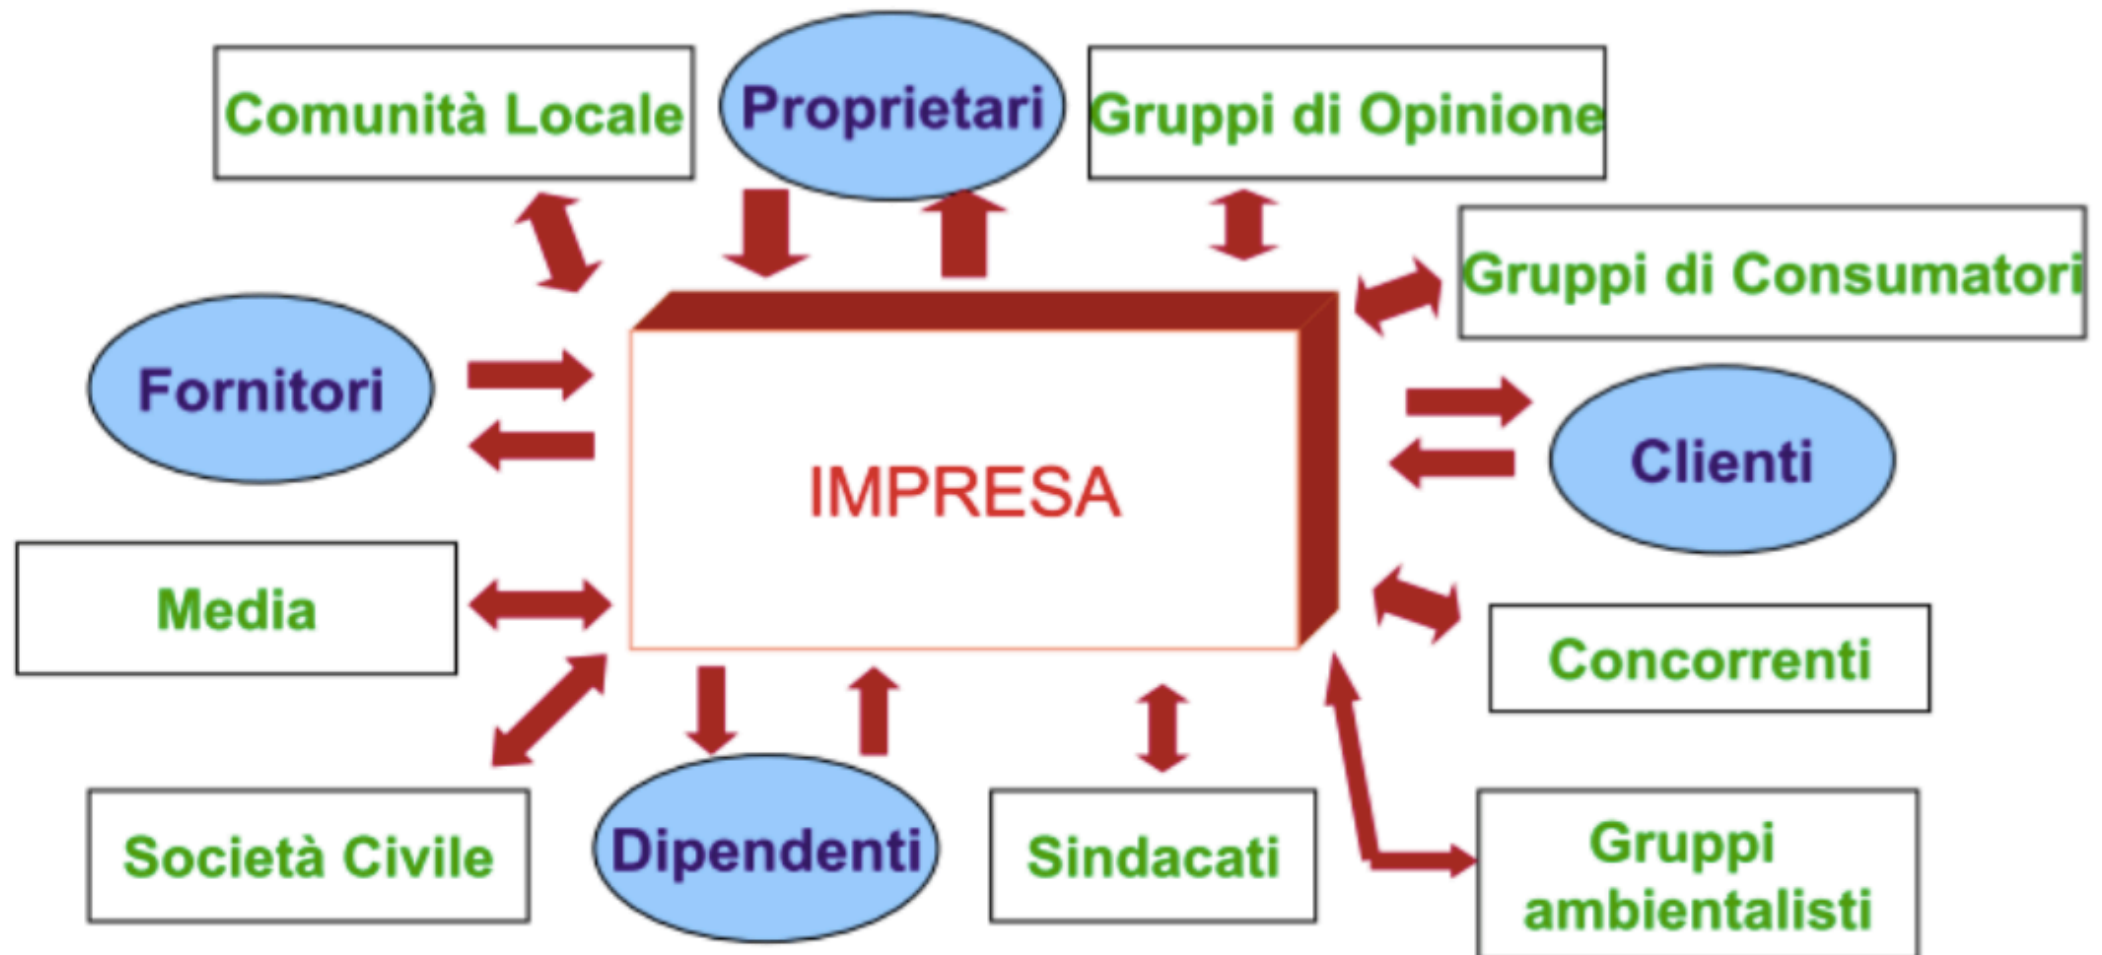 Comunità Locale
Proprietari
Gruppi di Opinione
Gruppi di Consumatori
Fornitori
Clienti
IMPRESA
Media
Concorrenti
Società Civile
Dipendenti
Sindacati
Gruppi
ambientalisti